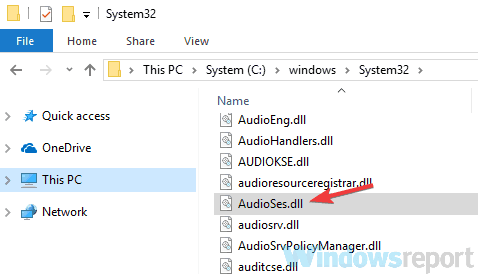 System32
File
Home
Share
View
This PC > System (C:) > windows > System32 >
Quick access
OneDrive
This PC
Network
Name
AudioEng.dll
AudioHandlers.dll
AUDIOKSE.dll
audioresourceregistrar.dll
AudioSes.dll
audiosrv.dll
AudioSrvPolicyManager.dll
auditcse.dll
Windowsreport